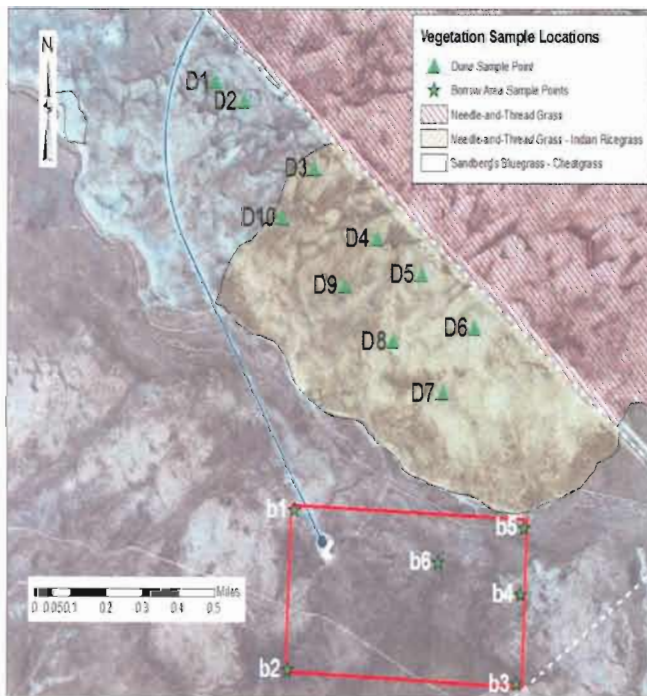 N
Vegetation Sample Locations
Dune Sample Point
Borrow Area Sample Points
Needle-and-Thread Grass
Needle-and-Thread Grass - Indian Ricegrass
Sandberg's Bluegrass - Cheatgrass
D1
D2
D3
D10
D4
D5
D9
D6
D8
D7
b1
b5
b6
b4
b2
b3
Miles
0 0.05 0.1 0.2 0.3 0.4 0.5